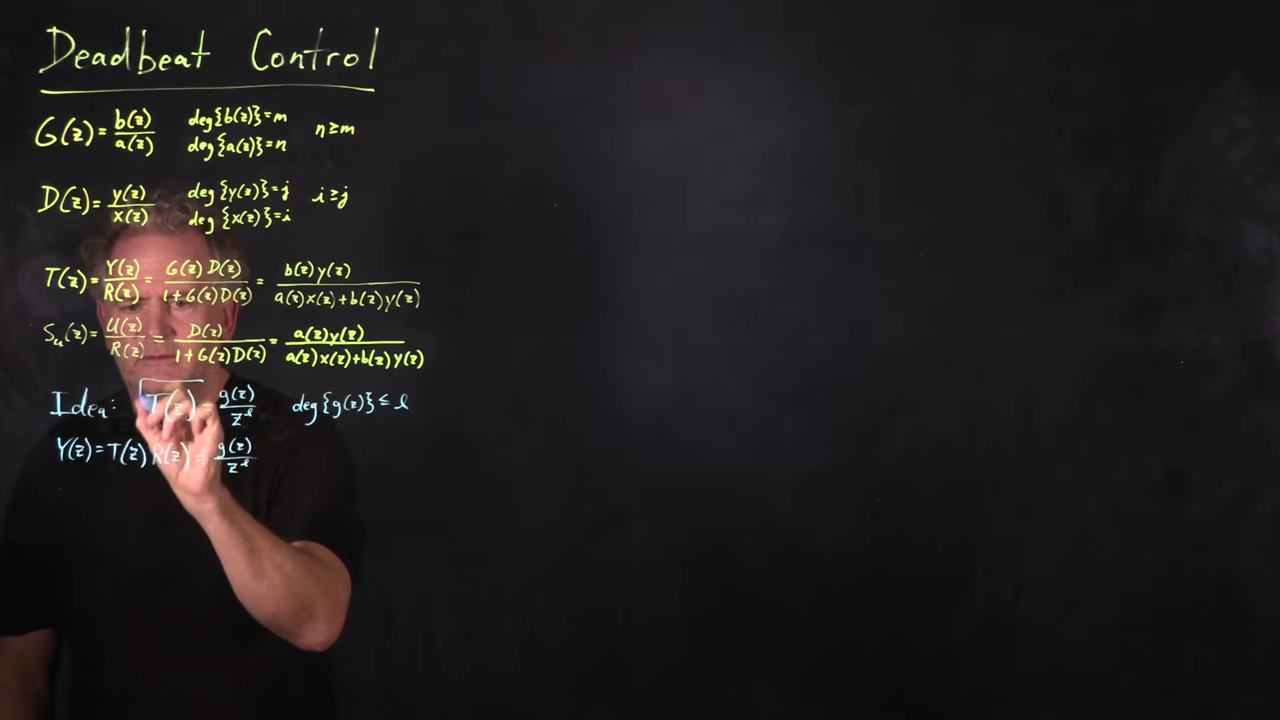 Deadbeat Control
G(z)= b(z)/a(z) deg{b(z)}=m deg{a(z)}=n n≥m
D(z)= y(z)/x(z) deg{y(z)}=j deg{x(z)}=i i≥j
T(z)= Y(z)/R(z) = G(z)D(z)/1+G(z)D(z) = b(z)y(z)/a(z)x(z)+b(z)y(z)
Su(z)= U(z)/R(z) = D(z)/1+G(z)D(z) = a(z)y(z)/a(z)x(z)+b(z)y(z)
Idea: T(z) = g(z)/z^l deg{g(z)}≤l
Y(z)=T(z)R(z) = g(z)/z^l